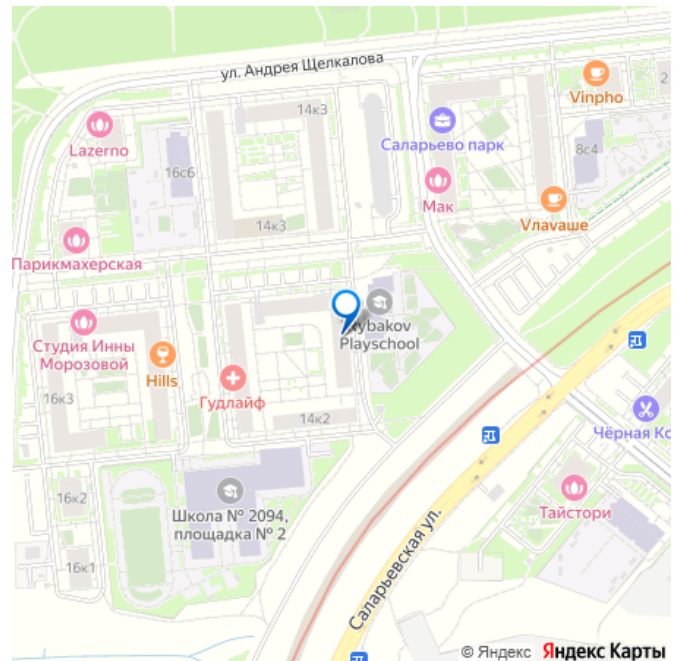 ул. Андрея Щелкалова
Vinpho
2
14к3
Lazerno
Саларьево парк
8с4
16с6
Мак
14к3
Vлаvаше
Парикмахерская
Rybakov
Playschool
Студия Инны
Морозовой
Hills
Гудлайф
16к3
14к2
Чёрная Ко
16к2
Школа № 2094,
площадка № 2
Тайстори
16к1
Саларьевская ул.
© Яндекс Яндекс Карты